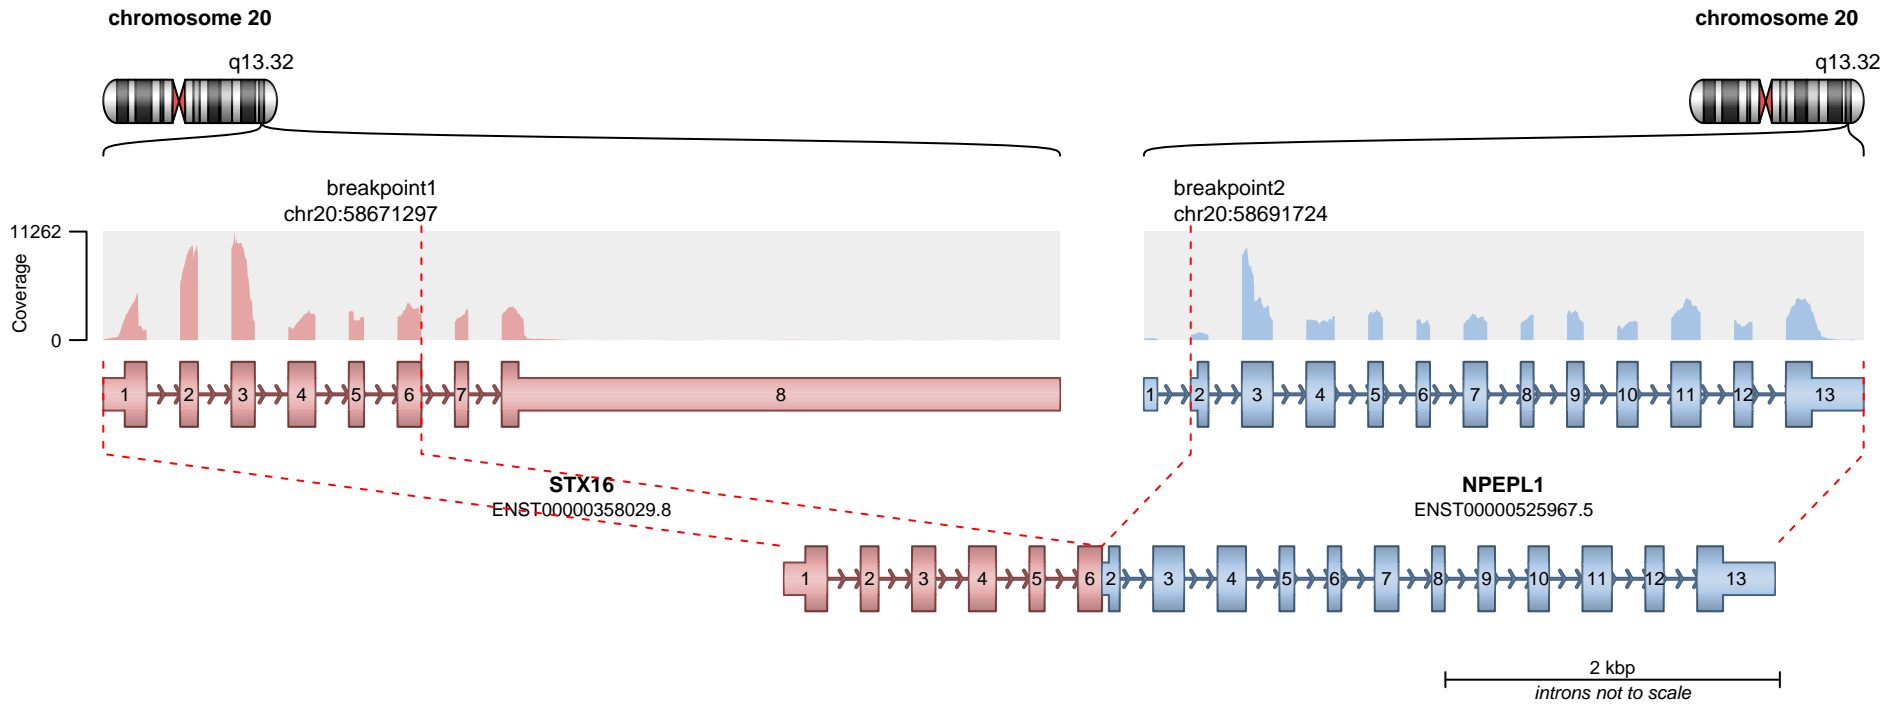 chromosome 20
chromosome 20
q13.32
q13.32
breakpoint1
chr20:58671297
breakpoint2
chr20:58691724
11262
Coverage
0
1 2 3 4 5 6 7 8
1 2 3 4 5 6 7 8 9 10 11 12 13
STX16
ENST00000358029.8
NPEPL1
ENST00000525967.5
1 2 3 4 5 6 2 3 4 5 6 7 8 9 10 11 12 13
2 kbp
introns not to scale